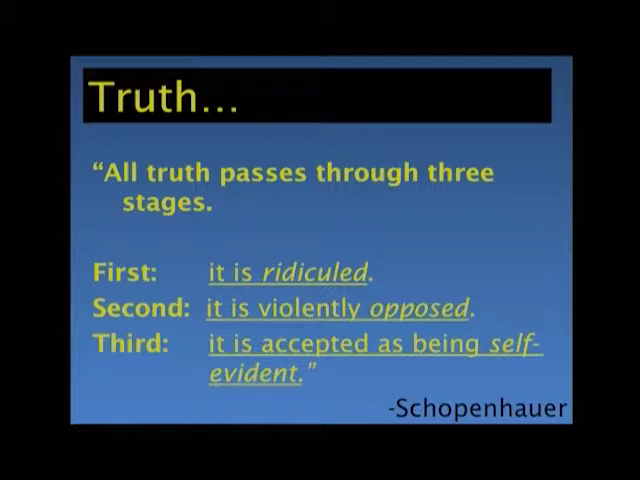 Truth...
“All truth passes through three
stages.
First: it is ridiculed.
Second: it is violently opposed.
Third: it is accepted as being self-
evident.”
-Schopenhauer